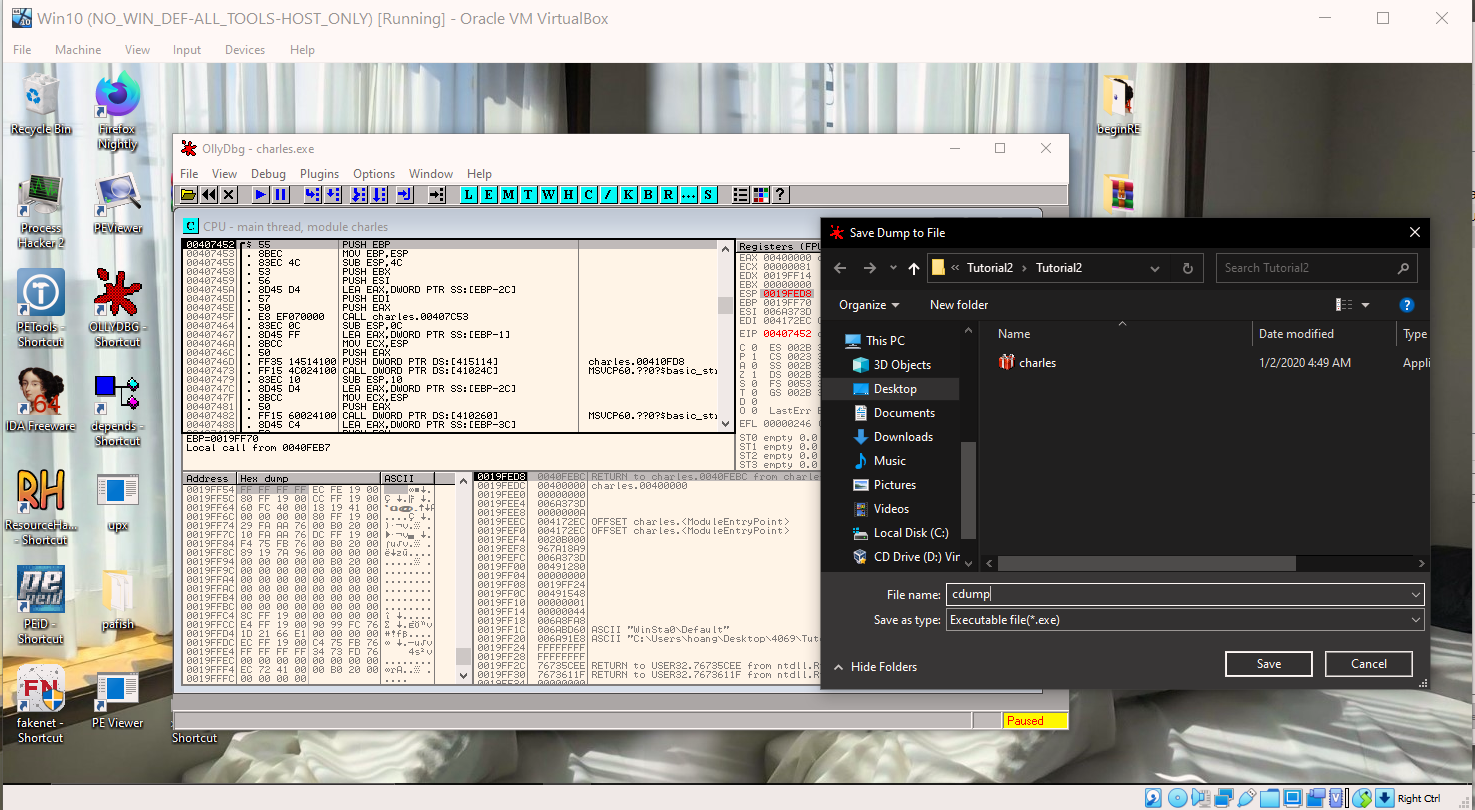 Win10 (NO_WIN_DEF-ALL_TOOLS-HOST_ONLY) [Running] - Oracle VM VirtualBox
File Machine View Input Devices Help
Recycle Bin
Firefox Nightly
Process Hacker 2
PEViewer
PETools - Shortcut
OLLYDBG - Shortcut
64
IDA Freeware
depends - Shortcut
RH
ResourceHa... - Shortcut
upx
PEiD - Shortcut
pafish
FN
fakenet - Shortcut
PE Viewer
Shortcut
beginRE
OllyDbg - charles.exe
File View Debug Plugins Options Window Help
L E M T W H C / K B R ... S
C CPU - main thread, module charles
00407452 $ 55 PUSH EBP
00407453 . 8BEC MOV EBP,ESP
00407455 . 83EC 4C SUB ESP,4C
00407458 . 53 PUSH EBX
00407459 . 56 PUSH ESI
0040745A . 8D45 D4 LEA EAX,DWORD PTR SS:[EBP-2C]
0040745D . 57 PUSH EDI
0040745E . 50 PUSH EAX
0040745F . E8 EF070000 CALL charles.00407C53
00407464 . 83EC 0C SUB ESP,0C
00407467 . 8D45 FF LEA EAX,DWORD PTR SS:[EBP-1]
0040746A . 8BCC MOV ECX,ESP
0040746C . 50 PUSH EAX
0040746D . FF35 14514100 PUSH DWORD PTR DS:[415114] charles.00410FD8
00407473 . FF15 4C024100 CALL DWORD PTR DS:[41024C] MSVCP60.??0?$basic_st
00407479 . 83EC 10 SUB ESP,10
0040747C . 8D45 D4 LEA EAX,DWORD PTR SS:[EBP-2C]
0040747F . 8BCC MOV ECX,ESP
00407481 . 50 PUSH EAX
00407482 . FF15 60024100 CALL DWORD PTR DS:[410260] MSVCP60.??0?$basic_st
00407488 . 8D45 C4 LEA EAX,DWORD PTR SS:[EBP-3C]
EBP=0019FF70
Local call from 0040FEB7
Registers (FPU
EAX 00400000
ECX 00000081
EDX 0019FF14
EBX 00000000
ESP 0019FED8
EBP 0019FF70
ESI 006A373D
EDI 004172EC
EIP 00407452
C 0 ES 002B
P 1 CS 0023
A 0 SS 002B
Z 1 DS 002B
S 0 FS 0053
T 0 GS 002B
D 0
O 0 LastErr
EFL 00000246
ST0 empty 0.0
ST1 empty 0.0
ST2 empty 0.0
ST3 empty 0.0
Address Hex dump ASCII
0019FF54 FF FF FF FF EC FE 19 00
0019FF5C 80 FF 19 00 CC FF 19 00
0019FF64 60 FC 40 00 18 19 41 00
0019FF6C 00 00 00 00 80 FF 19 00
0019FF74 29 FA AA 76 00 B0 20 00
0019FF7C 10 FA AA 76 DC FF 19 00
0019FF84 F4 75 FB 76 00 B0 20 00
0019FF8C 89 19 7A 96 00 00 00 00
0019FF94 00 00 00 00 00 B0 20 00
0019FF9C 00 00 00 00 00 00 00 00
0019FFA4 00 00 00 00 00 00 00 00
0019FFAC 00 00 00 00 00 00 00 00
0019FFB4 00 00 00 00 00 00 00 00
0019FFBC 00 00 00 00 00 00 00 00
0019FFC4 8C FF 19 00 00 00 00 00
0019FFCC E4 FF 19 00 90 99 FC 76
0019FFD4 1D 21 66 E1 00 00 00 00
0019FFDC EC FF 19 00 C4 75 FB 76
0019FFE4 FF FF FF FF 34 73 FD 76
0019FFEC 00 00 00 00 00 00 00 00
0019FFF4 EC 72 41 00 00 B0 20 00
0019FFFC 00 00 00 00
0019FED8 0040FEBC RETURN to charles.0040FEBC from charle
0019FEDC 00400000 charles.00400000
0019FEE0 00000000
0019FEE4 006A373D
0019FEE8 0000000A
0019FEEC 004172EC OFFSET charles.<ModuleEntryPoint>
0019FEF0 004172EC OFFSET charles.<ModuleEntryPoint>
0019FEF4 0020B000
0019FEF8 967A18A9
0019FEFC 006A373D
0019FF00 00491280
0019FF04 00000000
0019FF08 0019FF24
0019FF0C 00491548
0019FF10 00000001
0019FF14 00000044
0019FF18 006A8FA8
0019FF1C 006ABD60 ASCII "WinSta0\Default"
0019FF20 006A91E8 ASCII "C:\Users\hoang\Desktop\4069\Tut
0019FF24 FFFFFFFF
0019FF28 FFFFFFFF
0019FF2C 76735CEE RETURN to USER32.76735CEE from ntdll.R
0019FF30 7673611F RETURN to USER32.7673611F from ntdll.R
Paused
Save Dump to File
« Tutorial2 › Tutorial2
Search Tutorial2
Organize New folder
This PC
3D Objects
Desktop
Documents
Downloads
Music
Pictures
Videos
Local Disk (C:)
CD Drive (D:) Vir
Name Date modified Type
charles 1/2/2020 4:49 AM Appli
File name: cdump
Save as type: Executable file(*.exe)
Hide Folders
Save Cancel
Right Ctrl